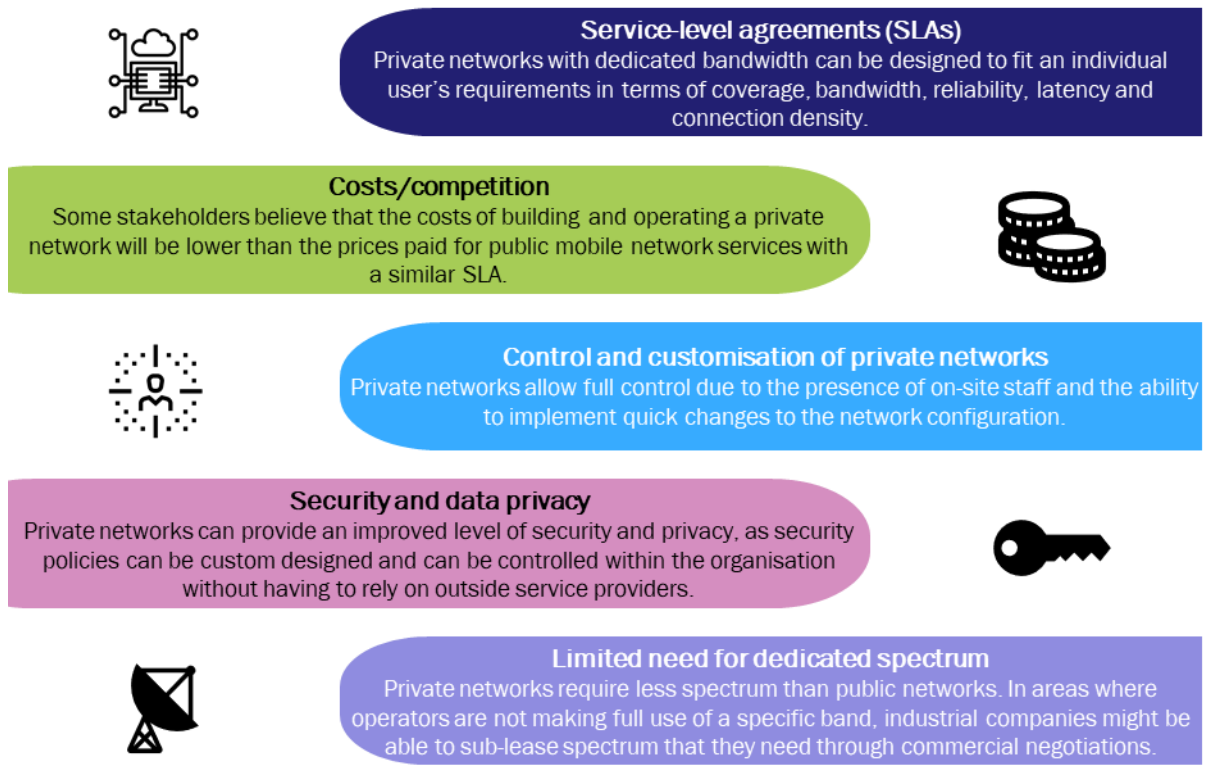 Service-level agreements (SLAs)
Private networks with dedicated bandwidth can be designed to fit an individual
user's requirements in terms of coverage, bandwidth, reliability, latency and
connection density.
Costs/competition
Some stakeholders believe that the costs of building and operating a private
network will be lower than the prices paid for public mobile network services with
a similar SLA.
Control and customisation of private networks
Private networks allow full control due to the presence of on-site staff and the ability
to implement quick changes to the network configuration.
Security and data privacy
Private networks can provide an improved level of security and privacy, as security
policies can be custom designed and can be controlled within the organisation
without having to rely on outside service providers.
Limited need for dedicated spectrum
Private networks require less spectrum than public networks. In areas where
operators are not making full use of a specific band, industrial companies might be
able to sub-lease spectrum that they need through commercial negotiations.